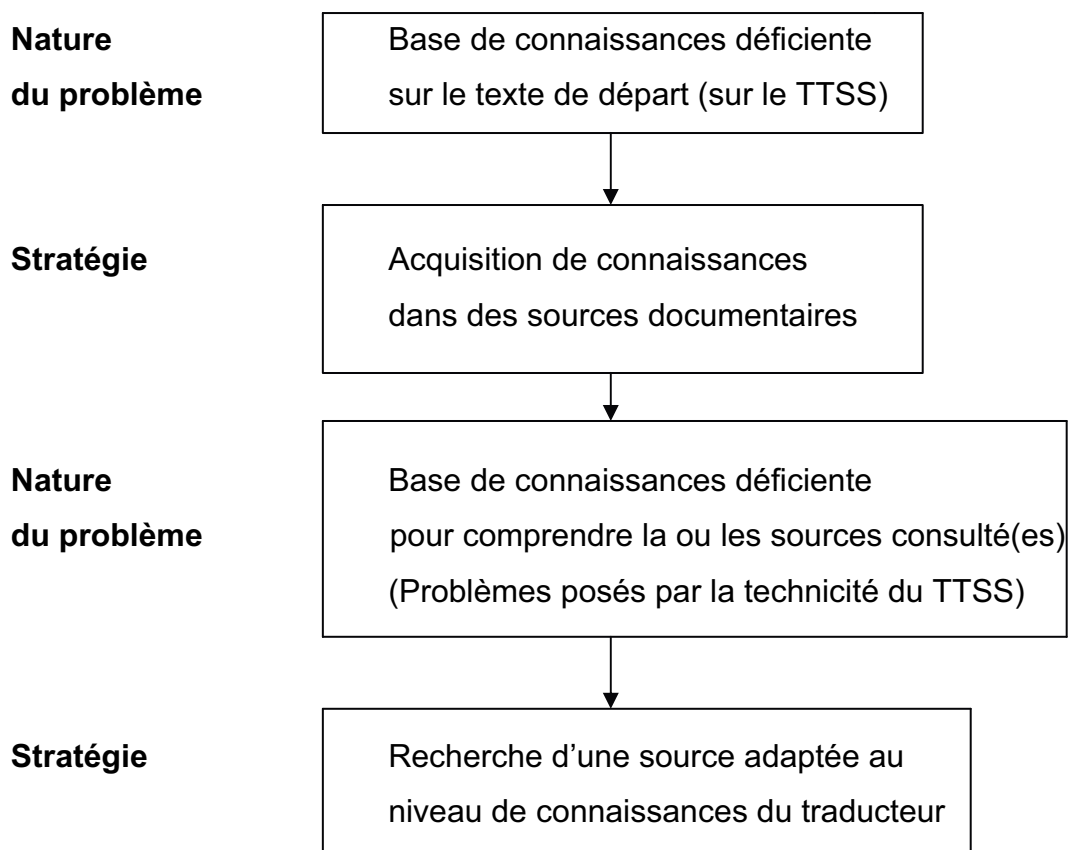 Nature
du problème
Base de connaissances déficiente
sur le texte de départ (sur le TTSS)
Stratégie
Acquisition de connaissances
dans des sources documentaires
Nature
du problème
Base de connaissances déficiente
pour comprendre la ou les sources consulté(es)
(Problèmes posés par la technicité du TTSS)
Stratégie
Recherche d’une source adaptée au
niveau de connaissances du traducteur